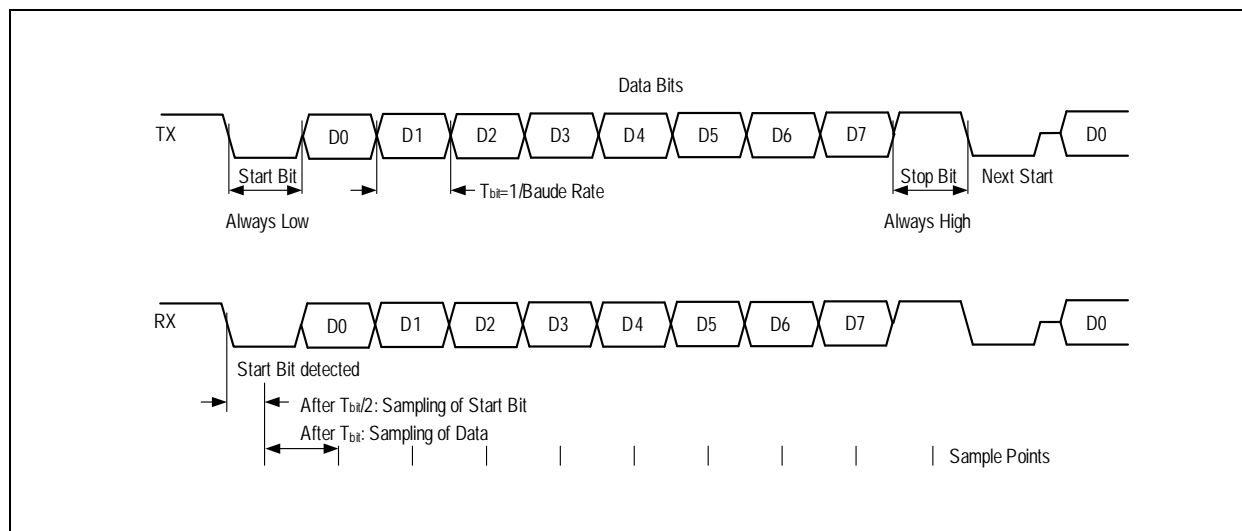 Data Bits
TX D0 D1 D2 D3 D4 D5 D6 D7 D0
Start Bit Stop Bit Next Start
Tbit=1/Baude Rate
Always Low Always High
RX D0 D1 D2 D3 D4 D5 D6 D7 D0
Start Bit detected
After Tbit/2: Sampling of Start Bit
After Tbit: Sampling of Data
Sample Points